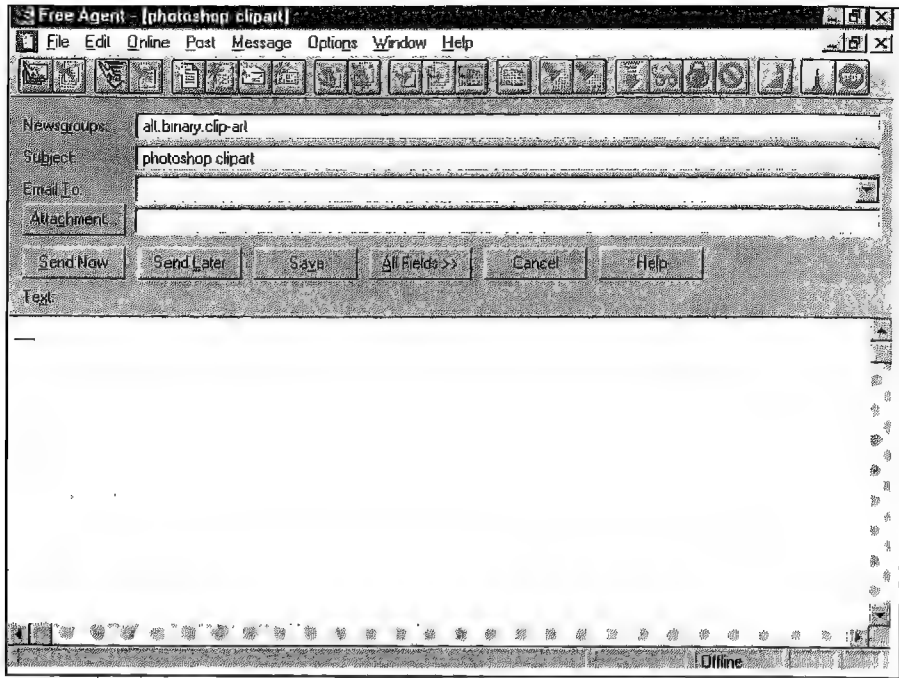 Free Agent - [photoshop clipart]
File Edit Online Post Message Options Window Help
Newsgroups: alt.binary.clip-art
Subject: photoshop clipart
Email To:
Attachment...
Send Now Send Later Save All Fields>> Cancel Help
Text:
Offline